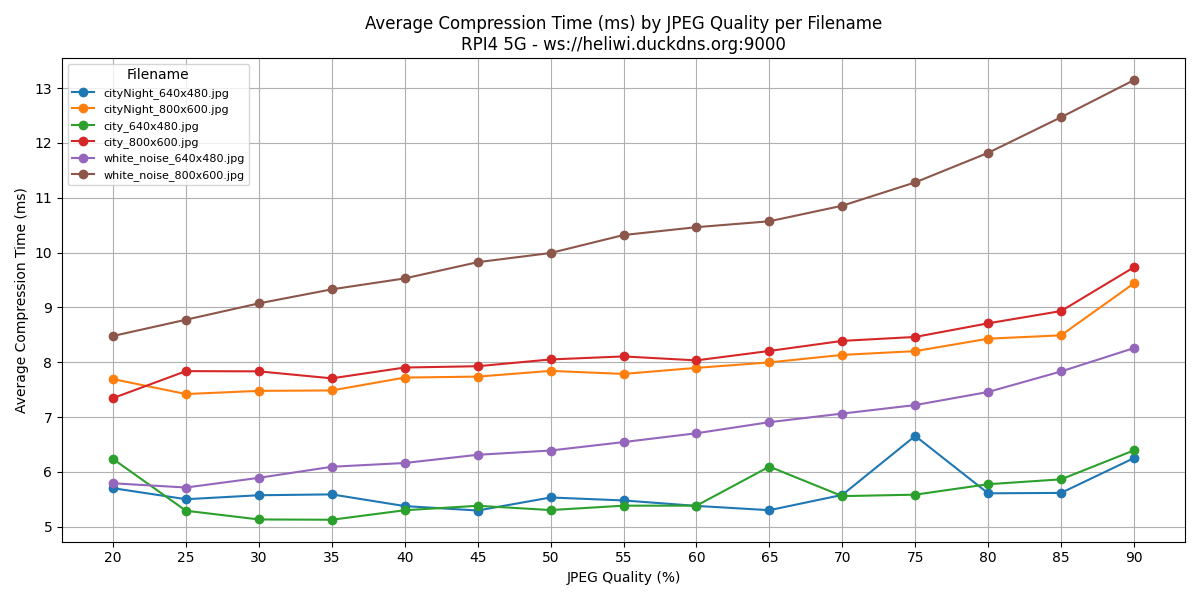 Average Compression Time (ms) by JPEG Quality per Filename
RPI4 5G - ws://heliwi.duckdns.org:9000
Filename
cityNight_640x480.jpg
cityNight_800x600.jpg
city_640x480.jpg
city_800x600.jpg
white_noise_640x480.jpg
white_noise_800x600.jpg
Average Compression Time (ms)
13
12
11
10
9
8
7
6
5
20 25 30 35 40 45 50 55 60 65 70 75 80 85 90
JPEG Quality (%)